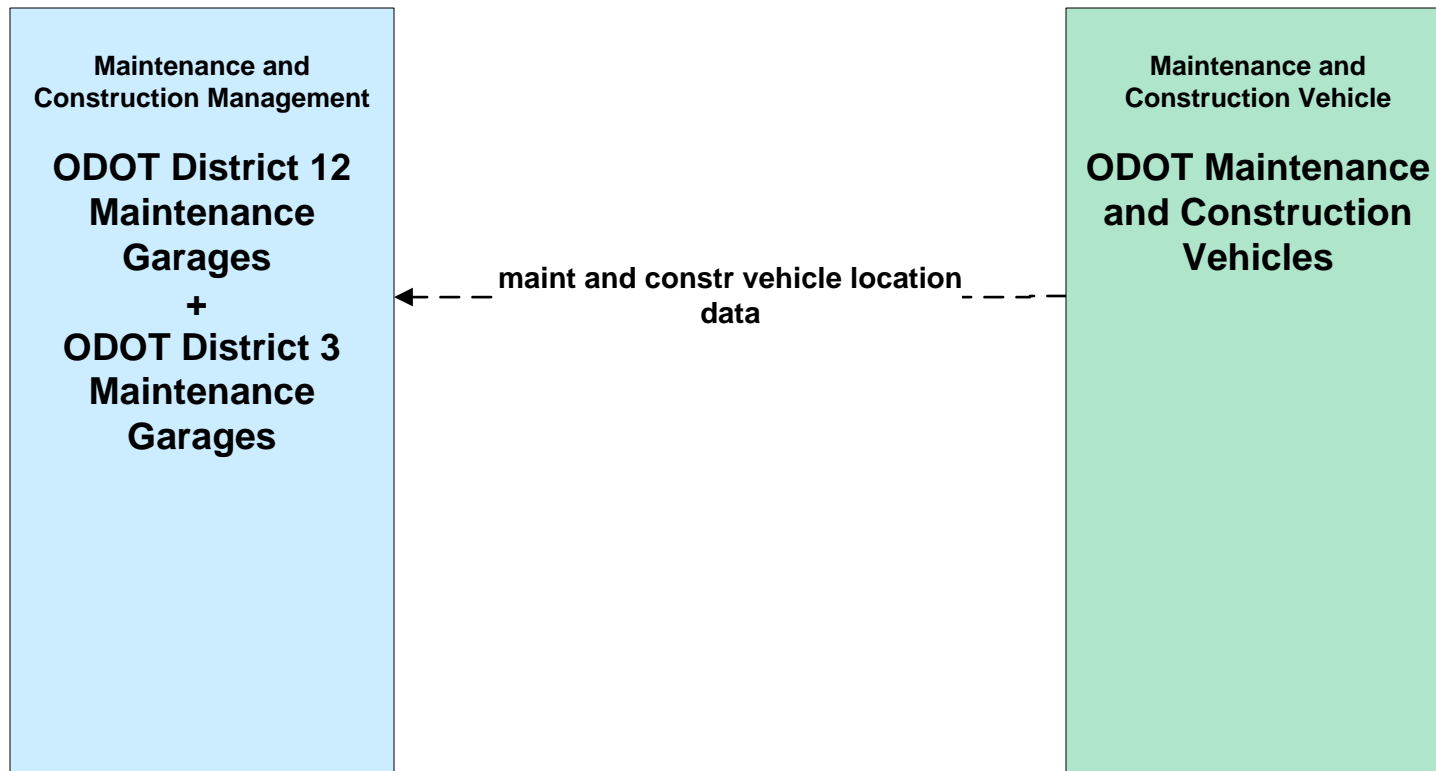 Maintenance and
Construction Management
ODOT District 12
Maintenance
Garages
+
ODOT District 3
Maintenance
Garages
maint and constr vehicle location
data
Maintenance and
Construction Vehicle
ODOT Maintenance
and Construction
Vehicles